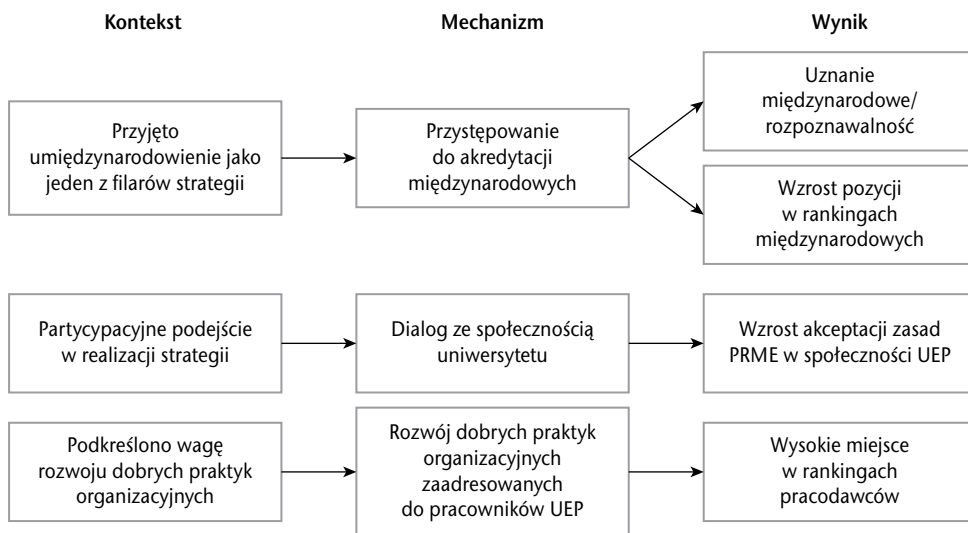 Kontekst
Mechanizm
Wynik
Przyjęto
umiędzynarodowienie jako
jeden z filarów strategii
Przystępowanie
do akredytacji
międzynarodowych
Uznanie
międzynarodowe/
rozpoznawalność
Wzrost pozycji
w rankingach
międzynarodowych
Partycypacyjne podejście
w realizacji strategii
Dialog ze społecznością
uniwersytetu
Wzrost akceptacji zasad
PRME w społeczności UEP
Podkreślono wagę
rozwoju dobrych praktyk
organizacyjnych
Rozwój dobrych praktyk
organizacyjnych
zaadresowanych
do pracowników UEP
Wysokie miejsce
w rankingach
pracodawców